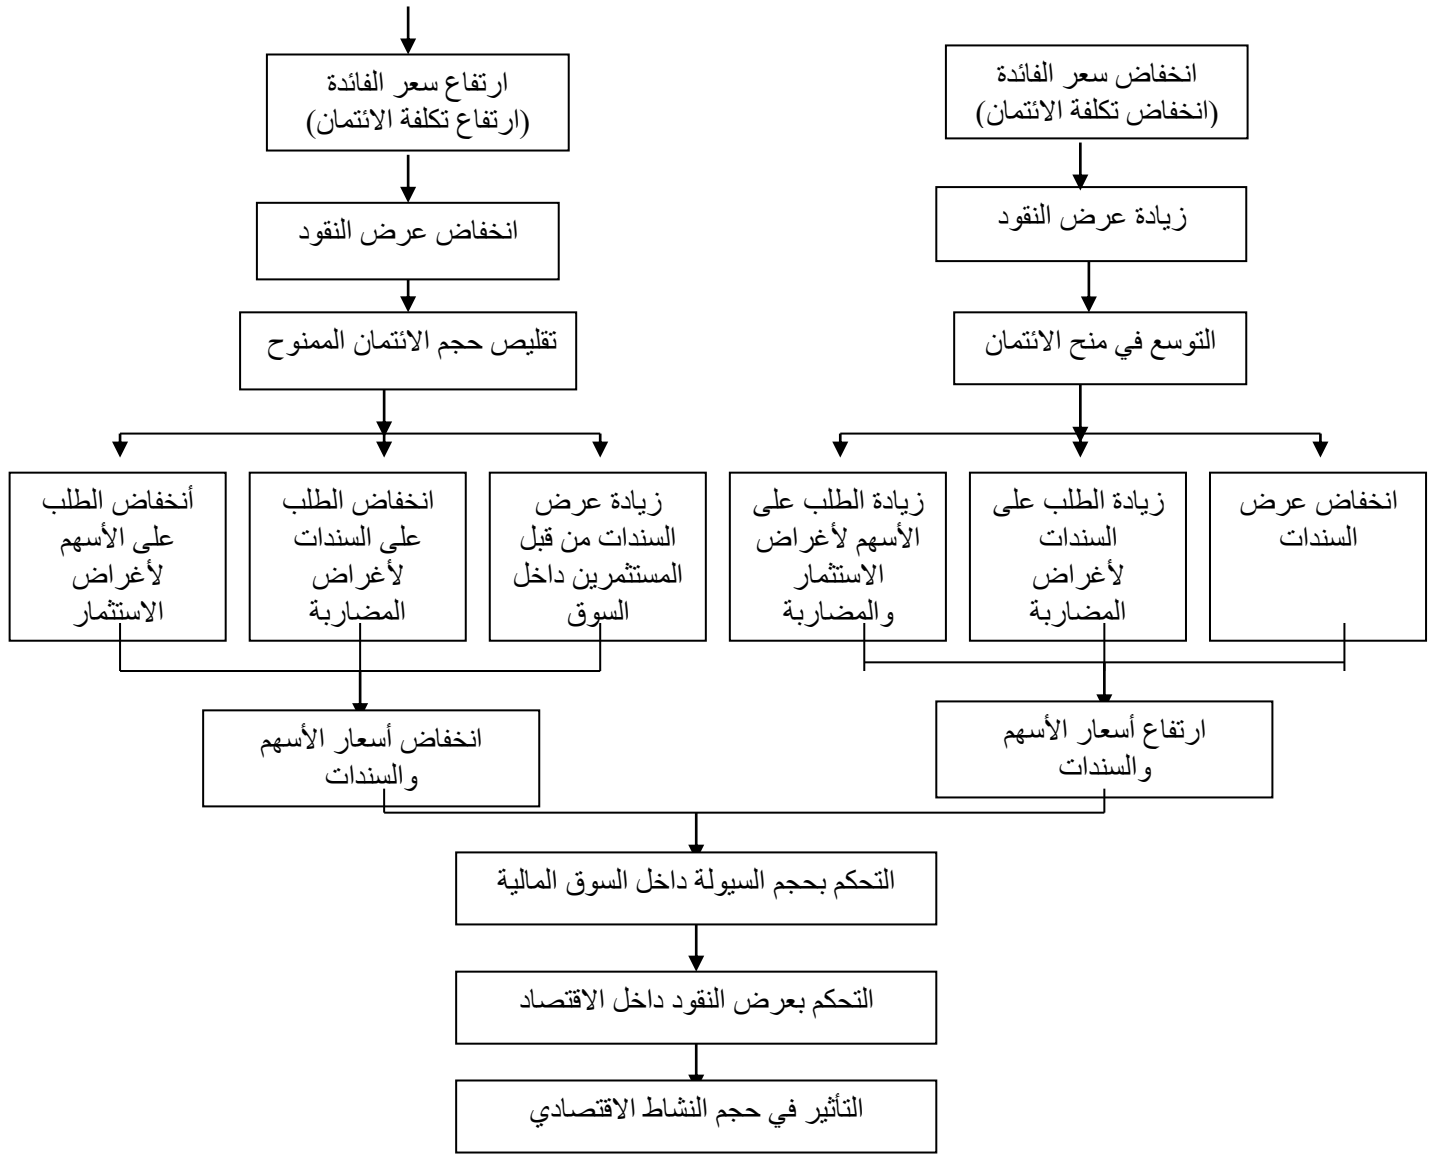 انخفاض سعر الفائدة
(انخفاض تكلفة الائتمان)
زيادة عرض النقود
التوسع في منح الائتمان
انخفاض عرض
السندات
زيادة الطلب على
السندات
لأغراض
المضاربة
زيادة الطلب على
الأسهم لأغراض
الاستثمار
والمضاربة
ارتفاع أسعار الأسهم
والسندات
ارتفاع سعر الفائدة
(ارتفاع تكلفة الائتمان)
انخفاض عرض النقود
تقليص حجم الائتمان الممنوح
زيادة عرض
السندات من قبل
المستثمرين داخل
السوق
انخفاض الطلب
على السندات
لأغراض
المضاربة
أنخفاض الطلب
على الأسهم
لأغراض
الاستثمار
انخفاض أسعار الأسهم
والسندات
التحكم بحجم السيولة داخل السوق المالية
التحكم بعرض النقود داخل الاقتصاد
التأثير في حجم النشاط الاقتصادي